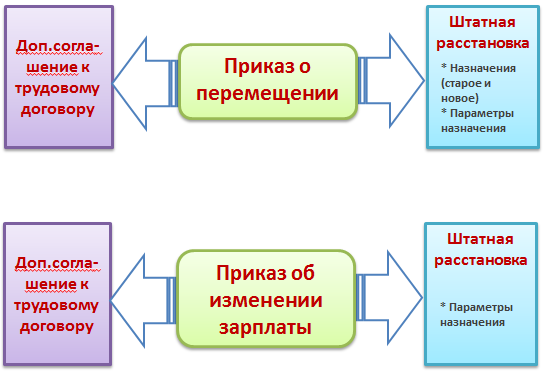 Доп.согла-
шение к
трудовому
договору
Приказ о
перемещении
Штатная
расстановка
* Назначения
(старое и
новое)
* Параметры
назначения
Доп.согла-
шение к
трудовому
договору
Приказ об
изменении
зарплаты
Штатная
расстановка
* Параметры
назначения